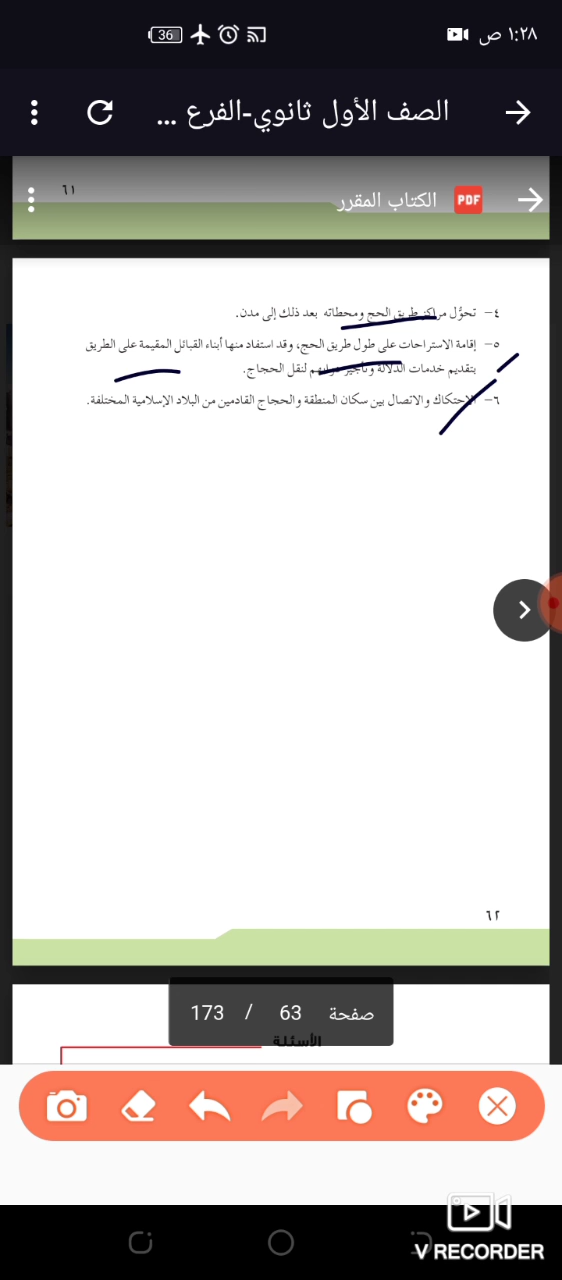 ١:٢٨ ص
36
الصف الأول ثانوي-الفرع ...
٦١
PDF الكتاب المقرر
٤- تحوُّل مراكز طريق الحج ومحطاته بعد ذلك إلى مدن.
٥- إقامة الاستراحات على طول طريق الحج، وقد استفاد منها أبناء القبائل المقيمة على الطريق
بتقديم خدمات الدلالة وتأجير لنقل الحجاج.
٦- الاحتكاك والاتصال بين سكان المنطقة والحجاج القادمين من البلاد الإسلامية المختلفة.
٦٢
صفحة 63 / 173
الأسئلة
V RECORDER